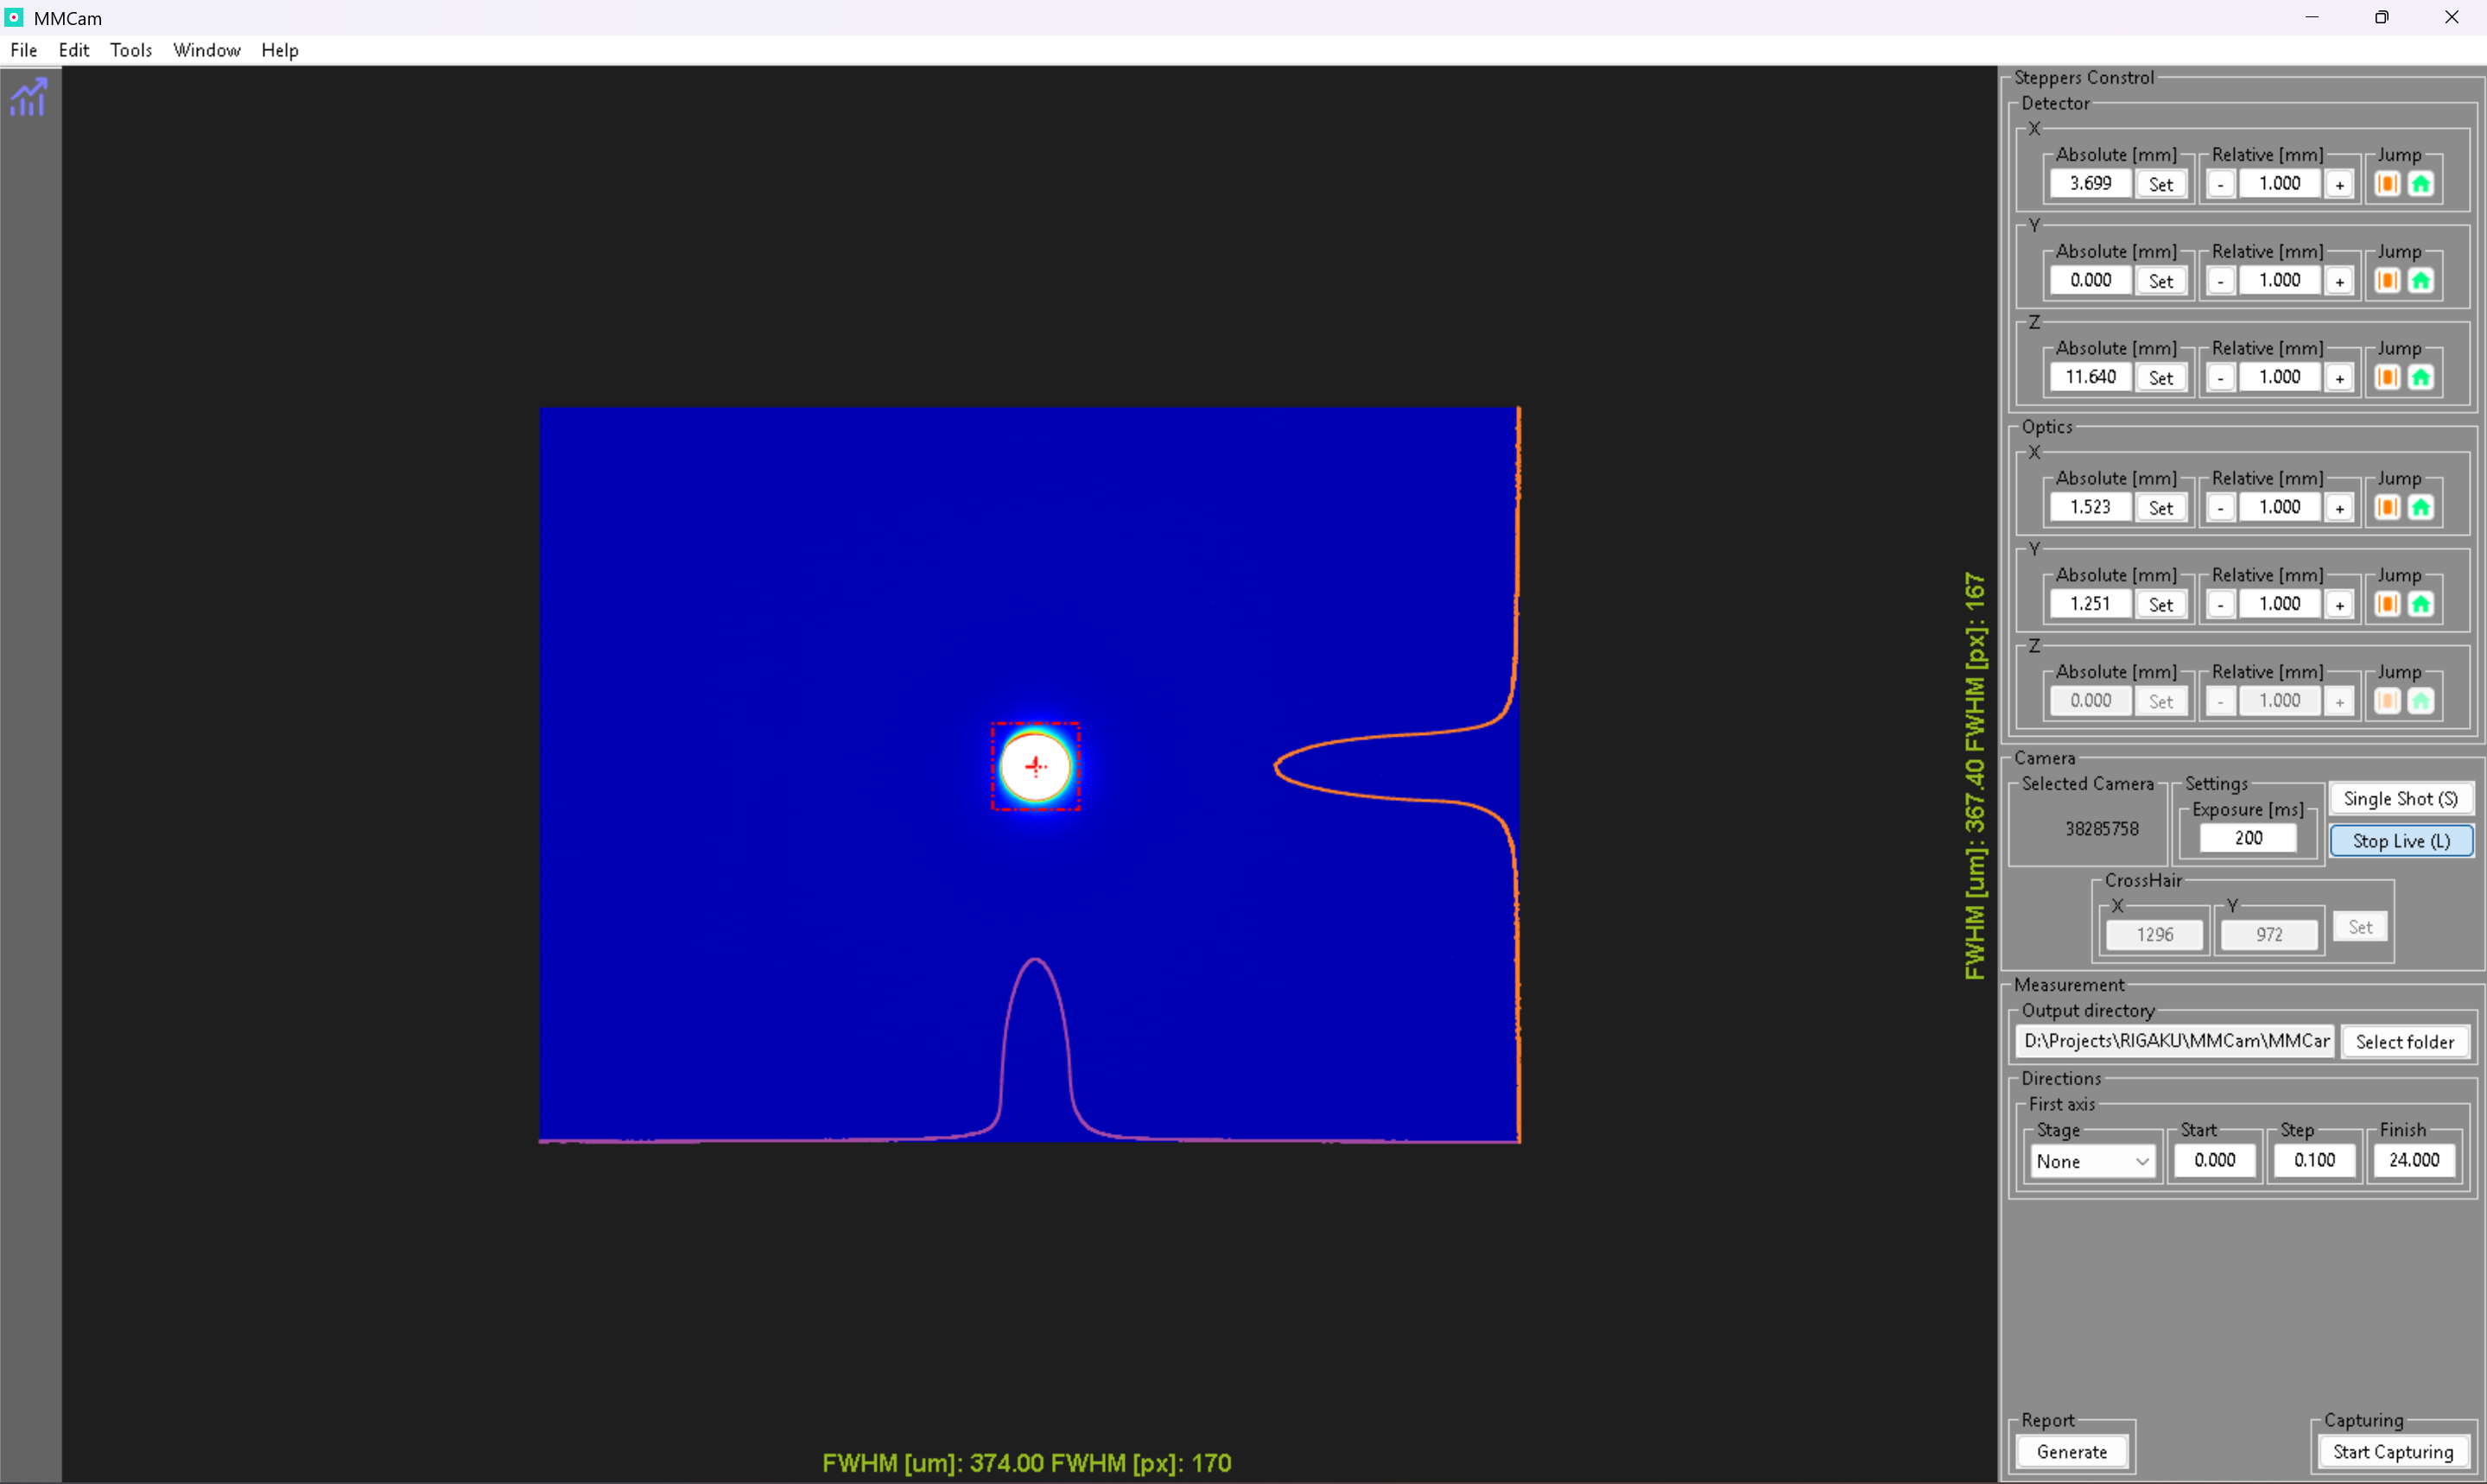 MMCam
File Edit Tools Window Help
Steppers Constrol
Detector
X
Absolute [mm] Relative [mm] Jump
3.699 Set - 1.000 +
Y
Absolute [mm] Relative [mm] Jump
0.000 Set - 1.000 +
Z
Absolute [mm] Relative [mm] Jump
11.640 Set - 1.000 +
Optics
X
Absolute [mm] Relative [mm] Jump
1.523 Set - 1.000 +
Y
Absolute [mm] Relative [mm] Jump
1.251 Set - 1.000 +
Z
Absolute [mm] Relative [mm] Jump
0.000 Set - 1.000 +
Camera
Selected Camera Settings
38285758
Exposure [ms]
200
Single Shot (S)
Stop Live (L)
CrossHair
X Y
1296 972 Set
Measurement
Output directory
D:\Projects\RIGAKU\MMCam\MMCar Select folder
Directions
First axis
Stage Start Step Finish
None 0.000 0.100 24.000
Report Capturing
Generate Start Capturing
FWHM [um]: 367.40 FWHM [px]: 167
FWHM [um]: 374.00 FWHM [px]: 170